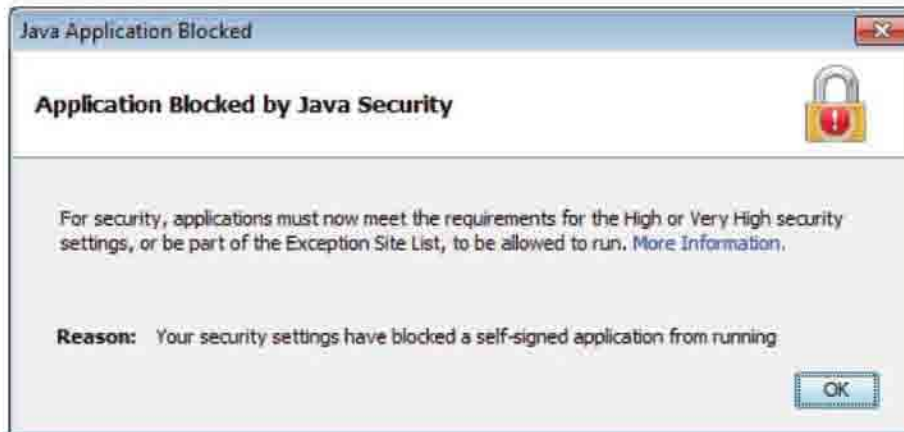 Java Application Blocked
Application Blocked by Java Security
For security, applications must now meet the requirements for the High or Very High security
settings, or be part of the Exception Site List, to be allowed to run. More Information.
Reason: Your security settings have blocked a self-signed application from running
OK